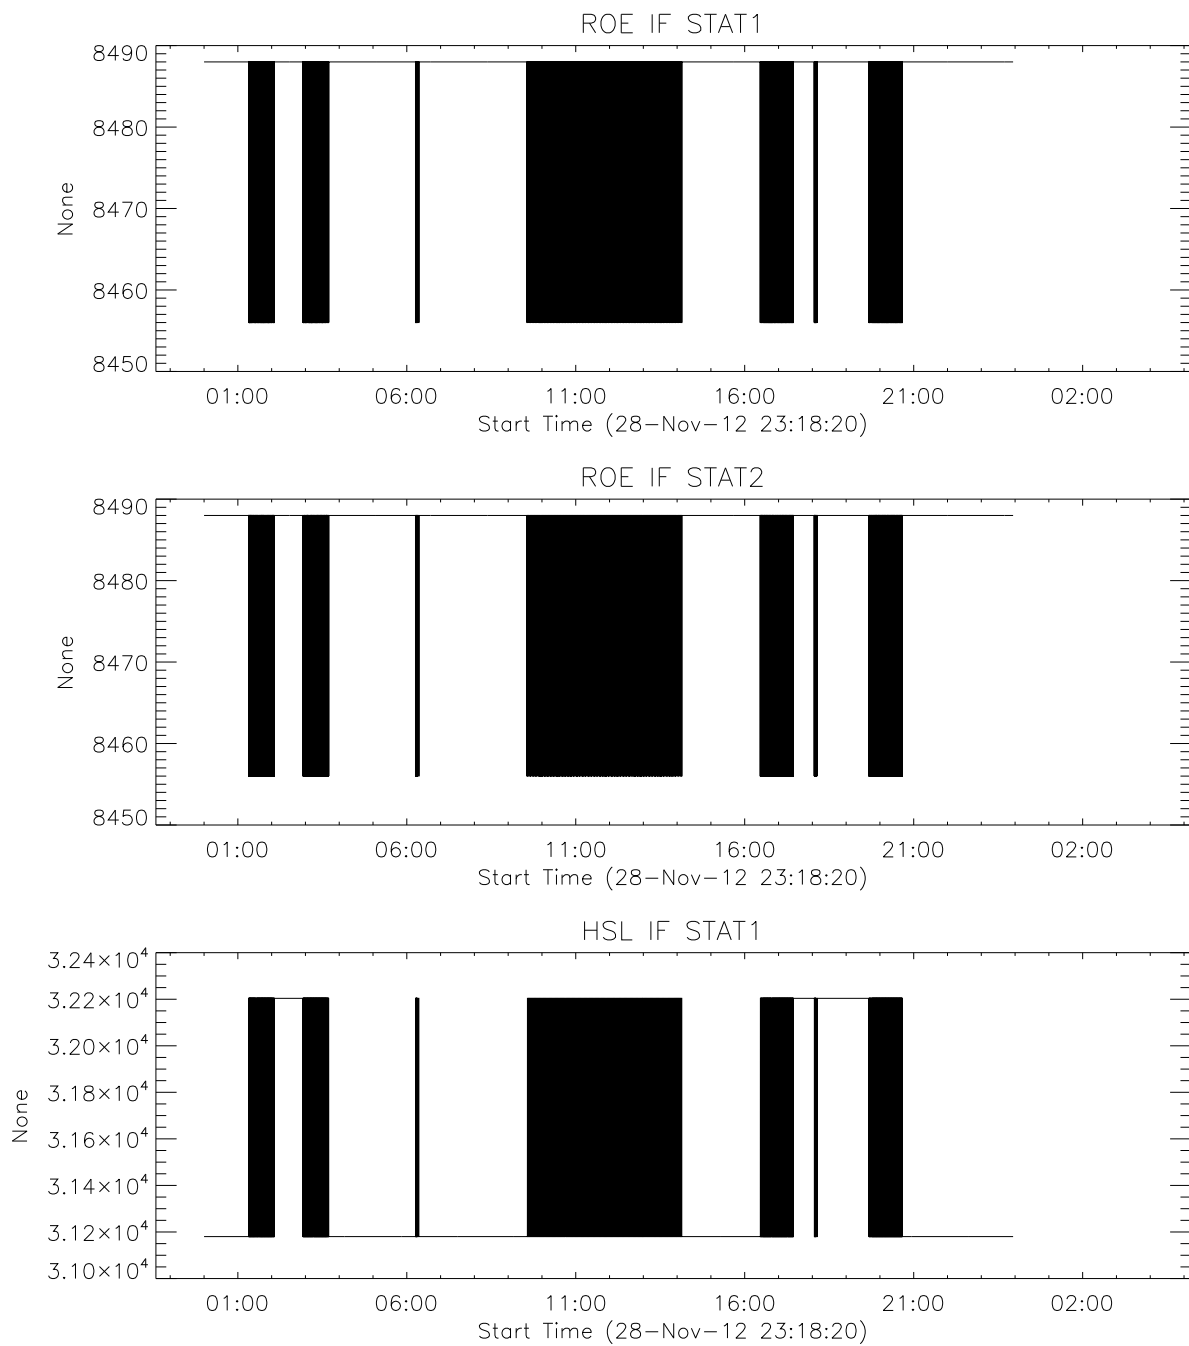 ROE IF STAT1
8490
8480
8470
8460
8450
None
01:00 06:00 11:00 16:00 21:00 02:00
Start Time (28-Nov-12 23:18:20)
ROE IF STAT2
8490
8480
8470
8460
8450
None
01:00 06:00 11:00 16:00 21:00 02:00
Start Time (28-Nov-12 23:18:20)
HSL IF STAT1
3.24×10⁴
3.22×10⁴
3.20×10⁴
3.18×10⁴
3.16×10⁴
3.14×10⁴
3.12×10⁴
3.10×10⁴
None
01:00 06:00 11:00 16:00 21:00 02:00
Start Time (28-Nov-12 23:18:20)